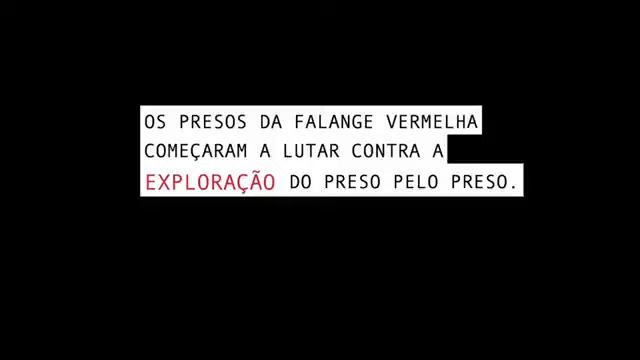 OS PRESOS DA FALANGE VERMELHA
COMEÇARAM A LUTAR CONTRA A
EXPLORAÇÃO DO PRESO PELO PRESO.